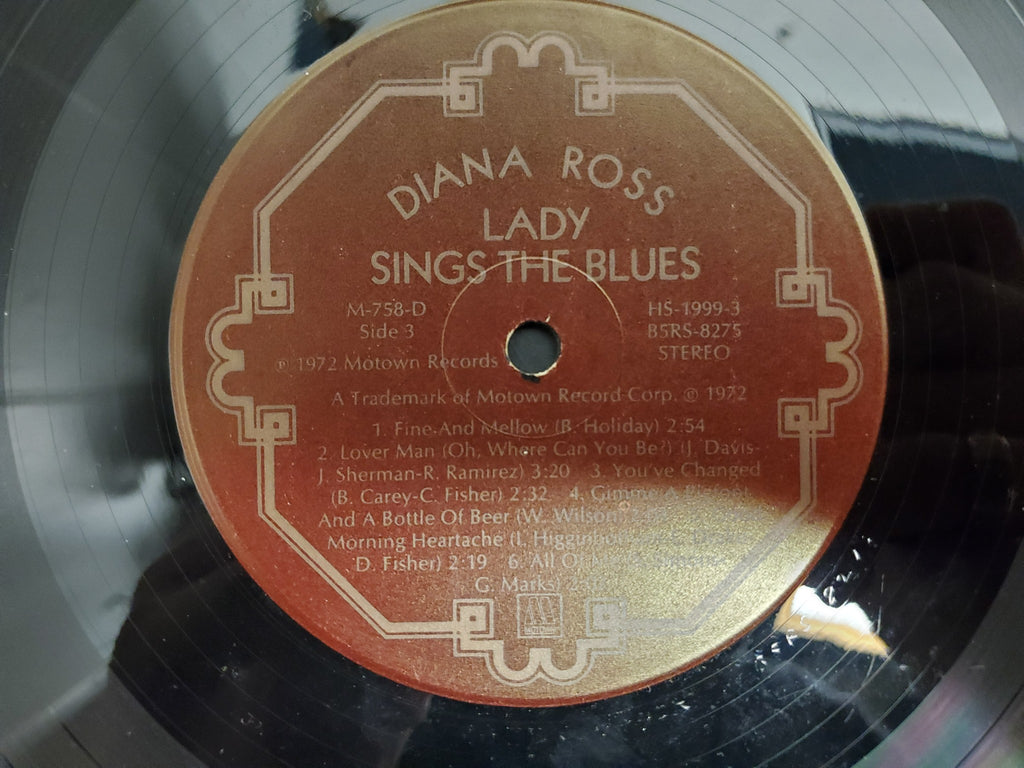 DIANA ROSS
LADY
SINGS THE BLUES
M-758-D
Side 3
HS-1999-3
BSRS-8275
STEREO
℗ 1972 Motown Records
A Trademark of Motown Record Corp. © 1972
1. Fine And Mellow (B. Holiday) 2:54
2. Lover Man (Oh, Where Can You Be?) (J. Davis-
J. Sherman-R. Ramirez) 3:20 3. You've Changed
(B. Carey-C. Fisher) 2:32 4. Gimme A
And A Bottle Of Beer (W. Wilson
Morning Heartache (I.
D. Fisher) 2:19 6. All Of
G. Marks)